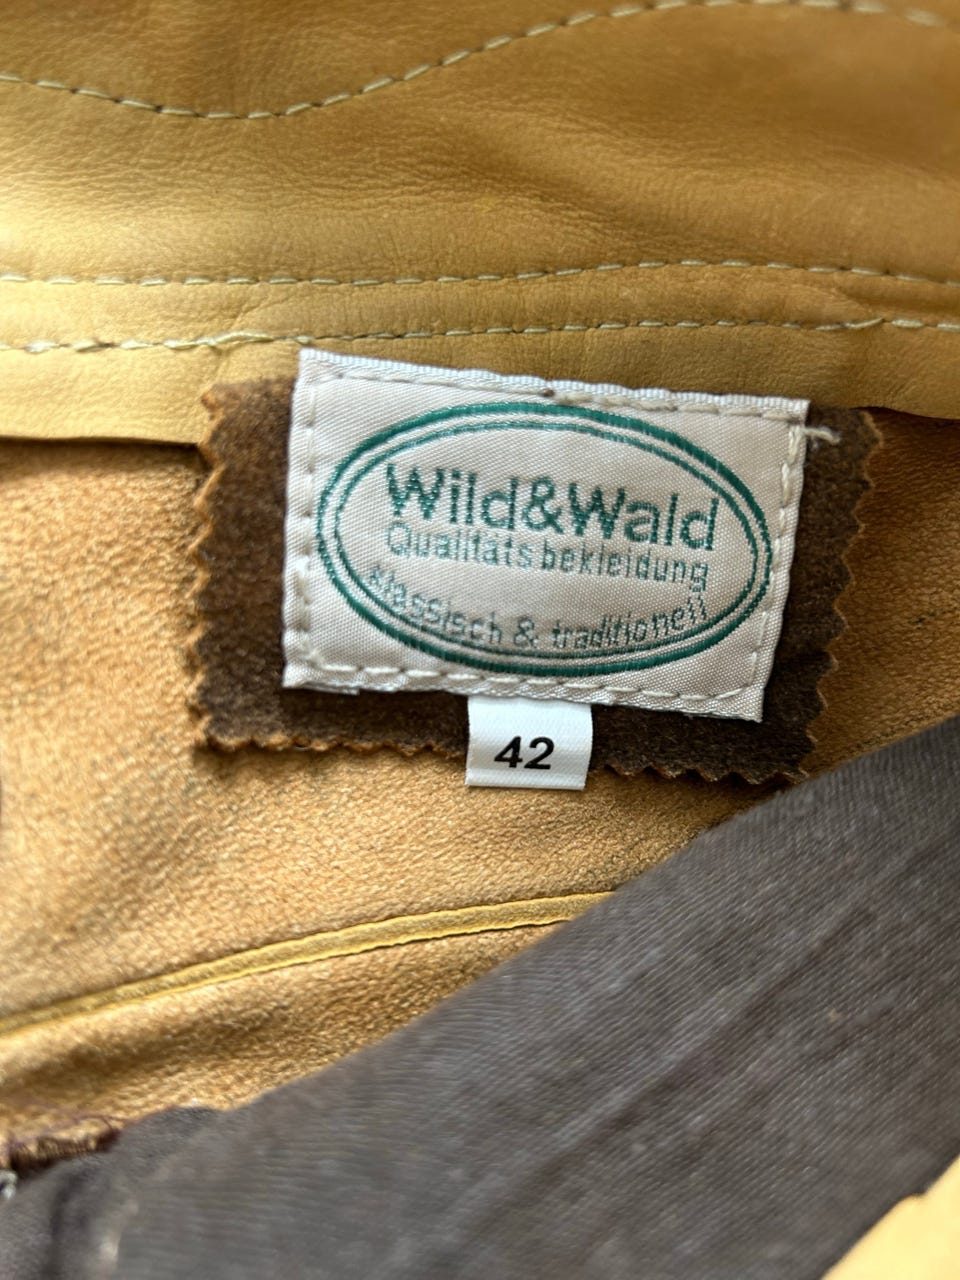 Wild&Wald
Qualitäts bekleidung
klassisch & traditionell
42